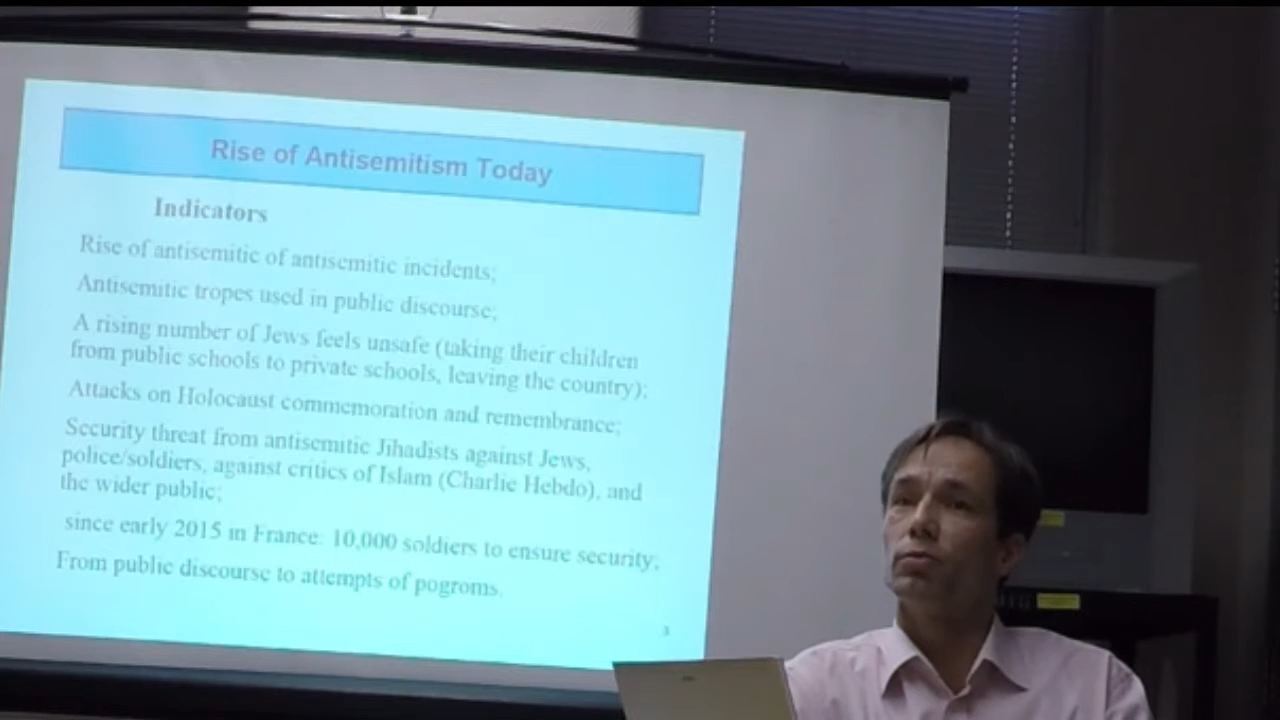 Rise of Antisemitism Today
Indicators
Rise of antisemitic of antisemitic incidents;
Antisemitic tropes used in public discourse;
A rising number of Jews feels unsafe (taking their children
from public schools to private schools, leaving the country);
Attacks on Holocaust commemoration and remembrance;
Security threat from antisemitic Jihadists against Jews,
police/soldiers, against critics of Islam (Charlie Hebdo), and
the wider public;
since early 2015 in France: 10,000 soldiers to ensure security;
From public discourse to attempts of pogroms.
3